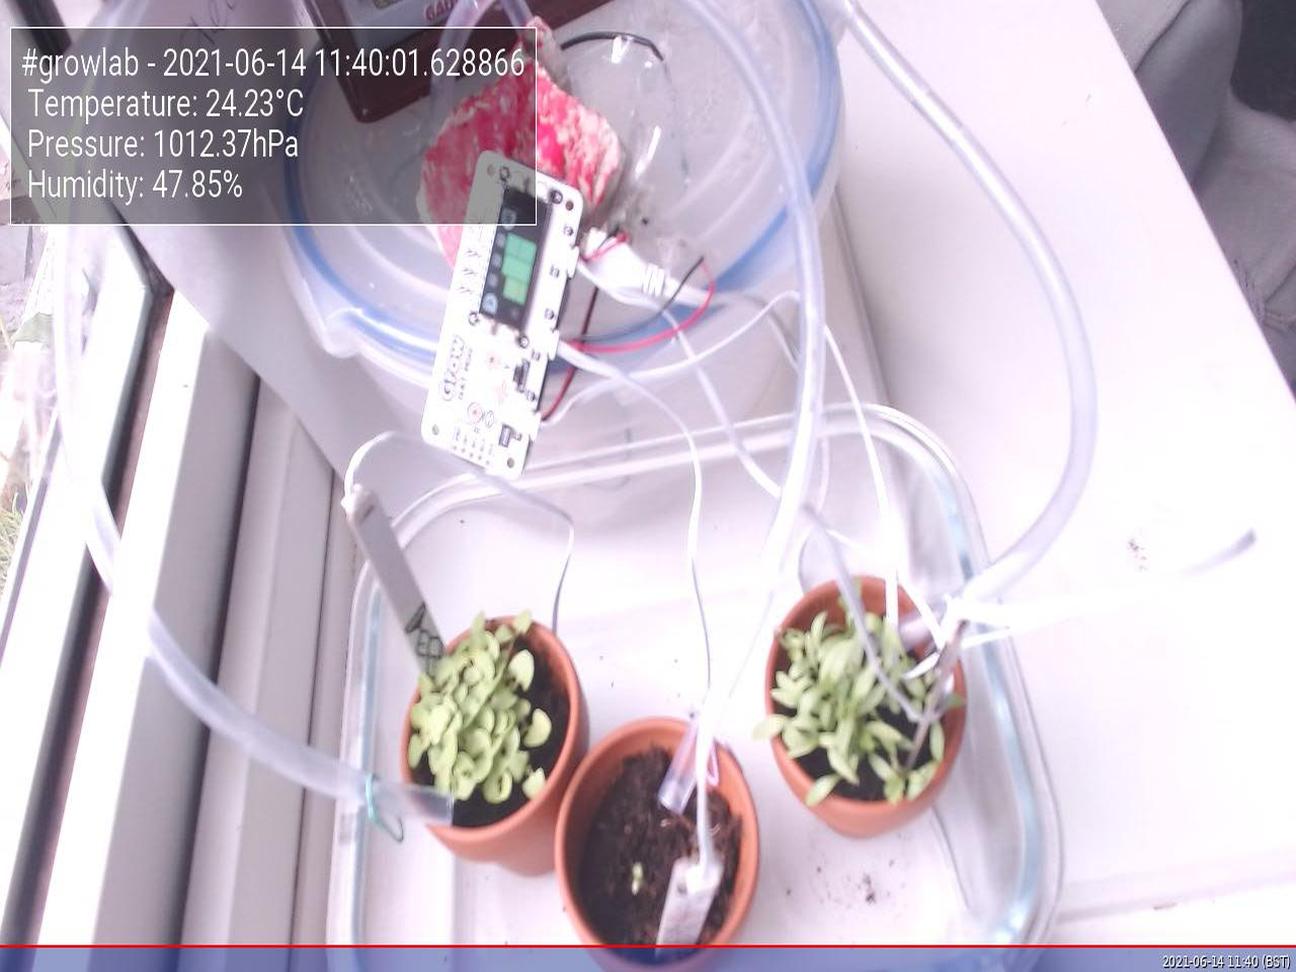 #growlab - 2021-06-14 11:40:01.628866
Temperature: 24.23°C
Pressure: 1012.37hPa
Humidity: 47.85%
GROW
2021-06-14 11:40 (BST)